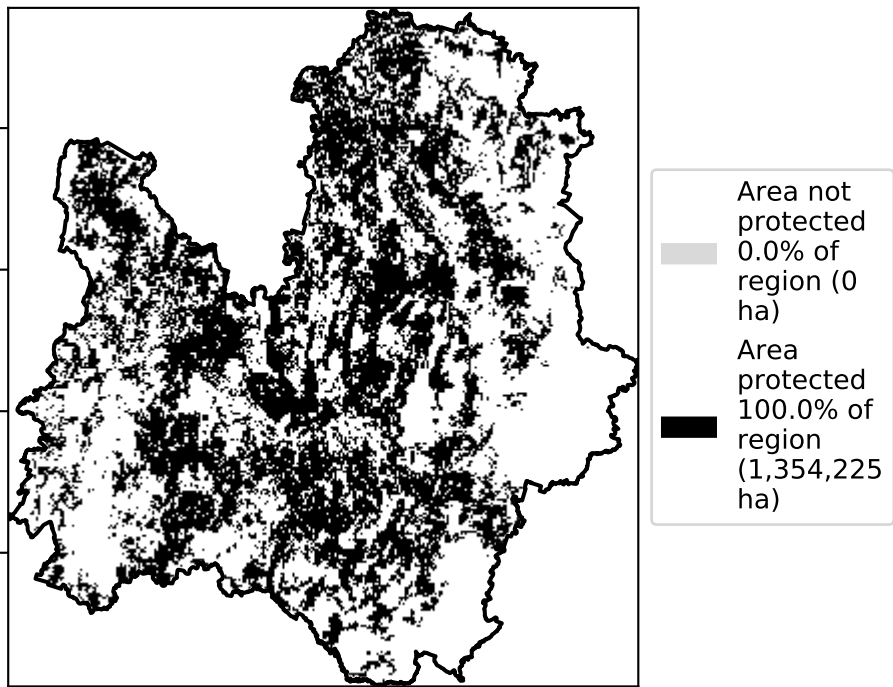 Area not
protected
0.0% of
region (0
ha)
Area
protected
100.0% of
region
(1,354,225
ha)